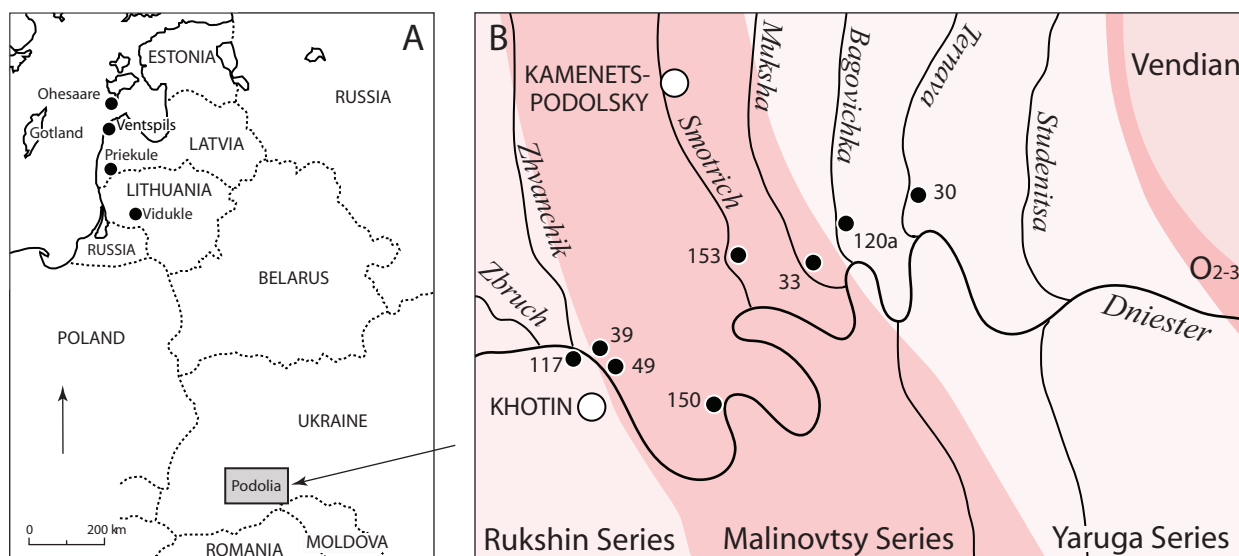 A
ESTONIA
RUSSIA
Ohesaare
Gotland
Ventspils
LATVIA
Priekule
LITHUANIA
Vidukle
RUSSIA
BELARUS
POLAND
UKRAINE
Podolia
0 200 km
ROMANIA
MOLDOVA
B
KAMENETS-
PODOLSKY
Muksha
Bagovichka
Ternava
Vendian
Smotrich
Zhvanchik
Studenitsa
30
120a
153
33
O2-3
Zbruch
Dniester
39
117
49
KHOTIN
150
Rukshin Series
Malinovtsy Series
Yaruga Series